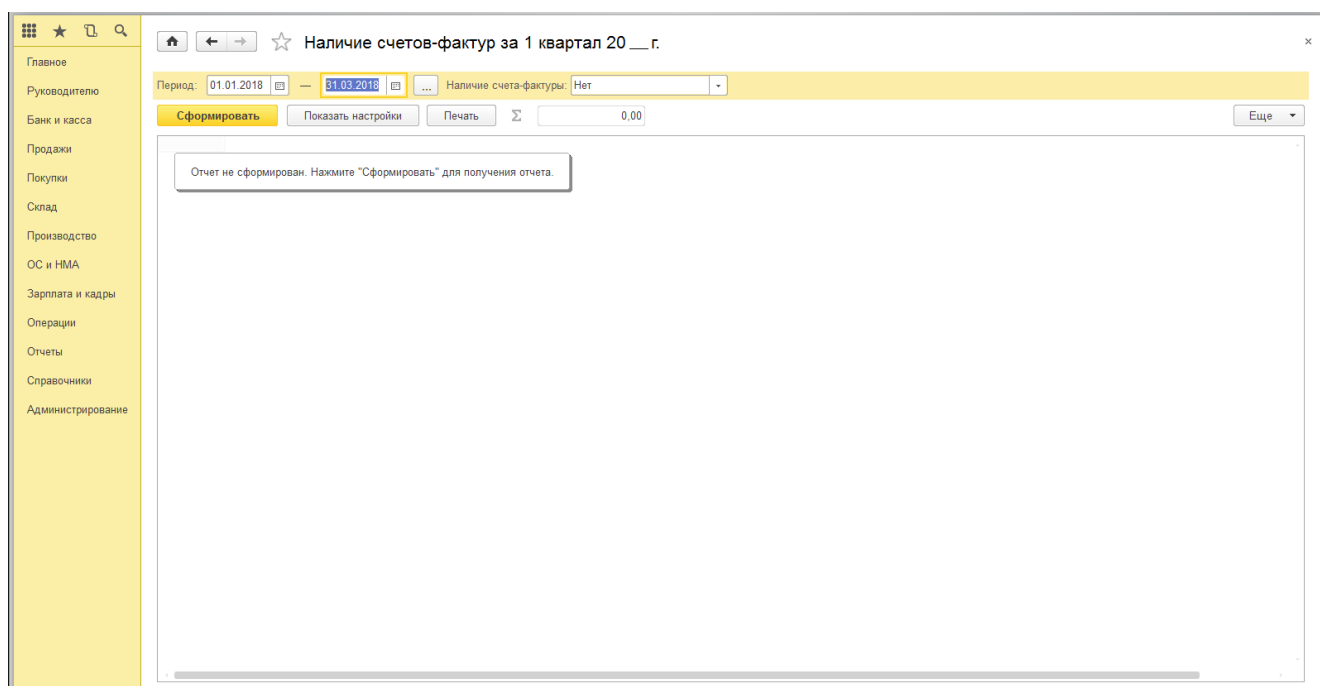 Наличие счетов-фактур за 1 квартал 20 __ г.
Главное
Руководителю
Банк и касса
Продажи
Покупки
Склад
Производство
ОС и НМА
Зарплата и кадры
Операции
Отчеты
Справочники
Администрирование
Период: 01.01.2018 — 31.03.2018 ... Наличие счета-фактуры: Нет
Сформировать Показать настройки Печать Σ 0,00 Еще
Отчет не сформирован. Нажмите "Сформировать" для получения отчета.